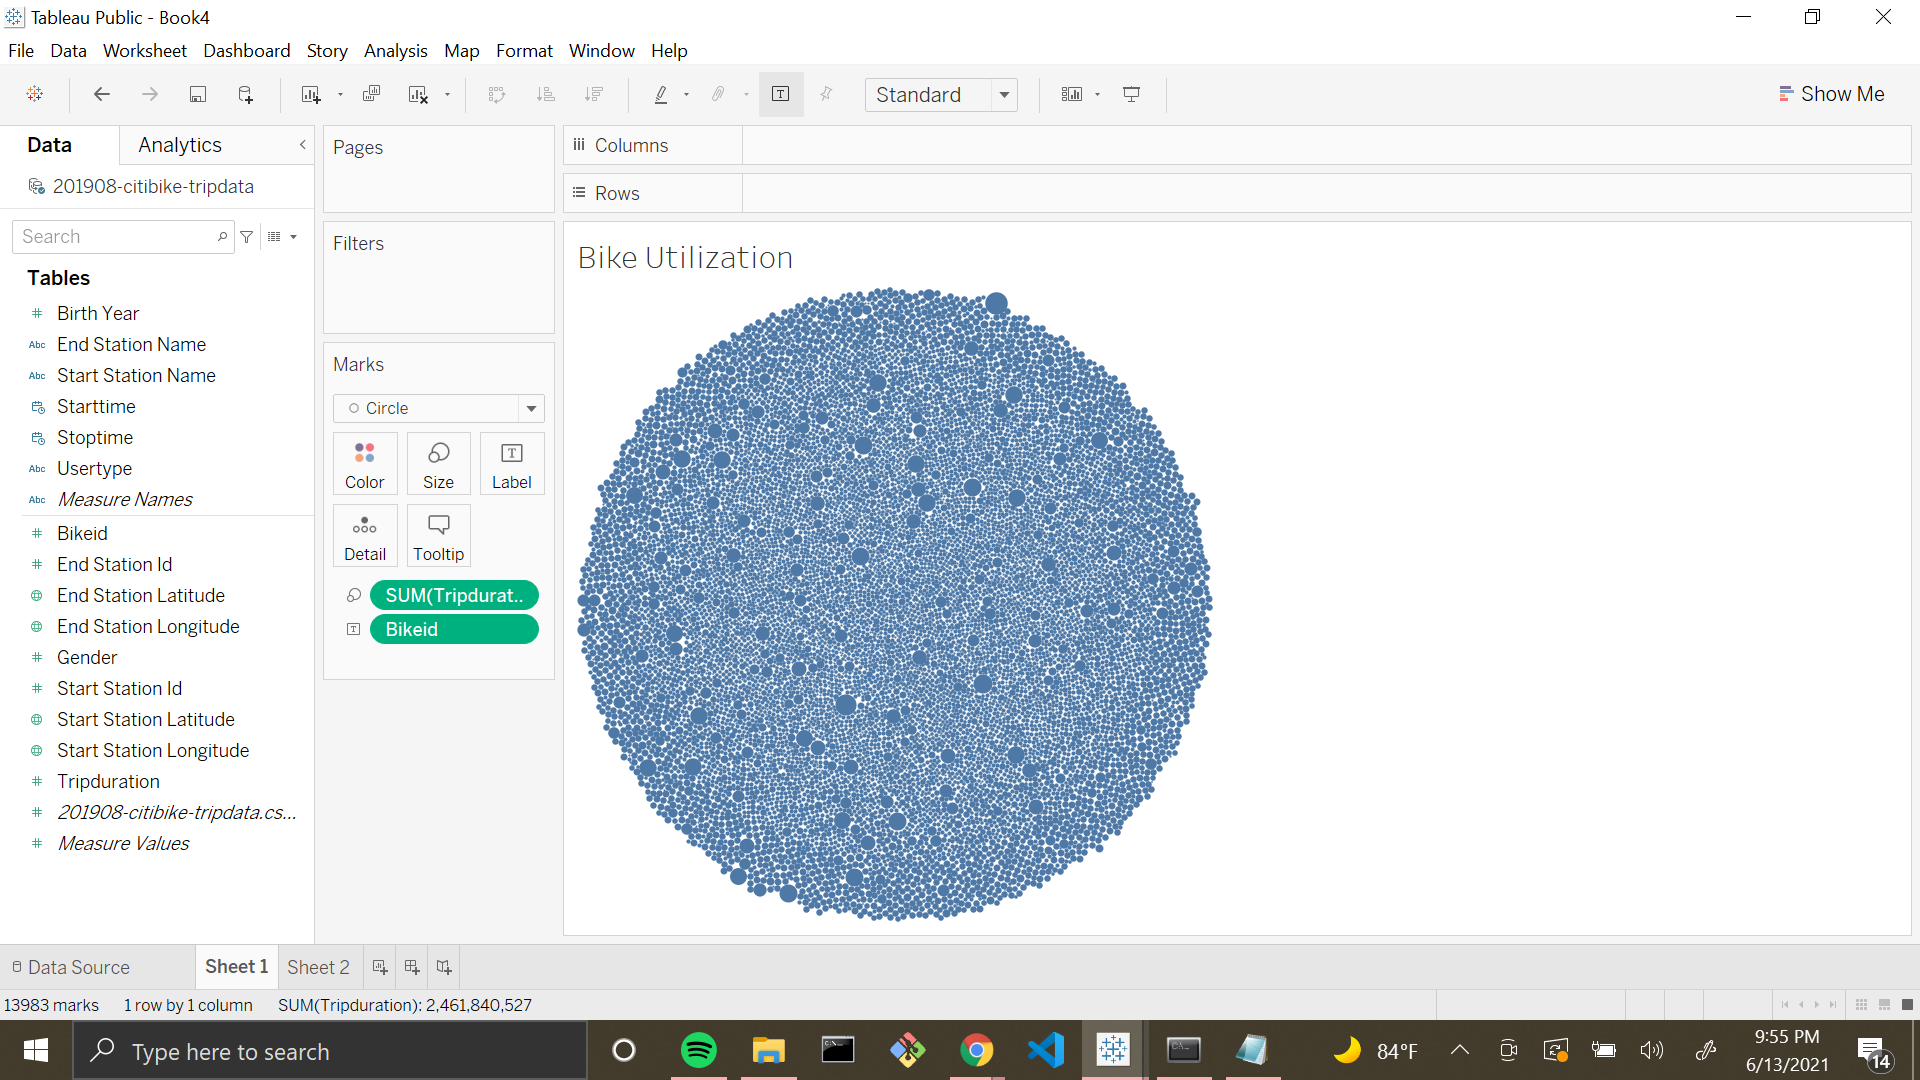 Tableau Public - Book4
File Data Worksheet Dashboard Story Analysis Map Format Window Help
Standard
Show Me
Data Analytics
201908-citibike-tripdata
Search
Tables
# Birth Year
Abc End Station Name
Abc Start Station Name
Starttime
Stoptime
Abc Usertype
Abc Measure Names
# Bikeid
# End Station Id
End Station Latitude
End Station Longitude
# Gender
# Start Station Id
Start Station Latitude
Start Station Longitude
# Tripduration
# 201908-citibike-tripdata.cs...
# Measure Values
Pages
Filters
Marks
Circle
Color Size T Label
Detail Tooltip
SUM(Tripdurat..
T Bikeid
Columns
Rows
Bike Utilization
Data Source Sheet 1 Sheet 2
13983 marks 1 row by 1 column SUM(Tripduration): 2,461,840,527
Type here to search
84°F
9:55 PM
6/13/2021
14